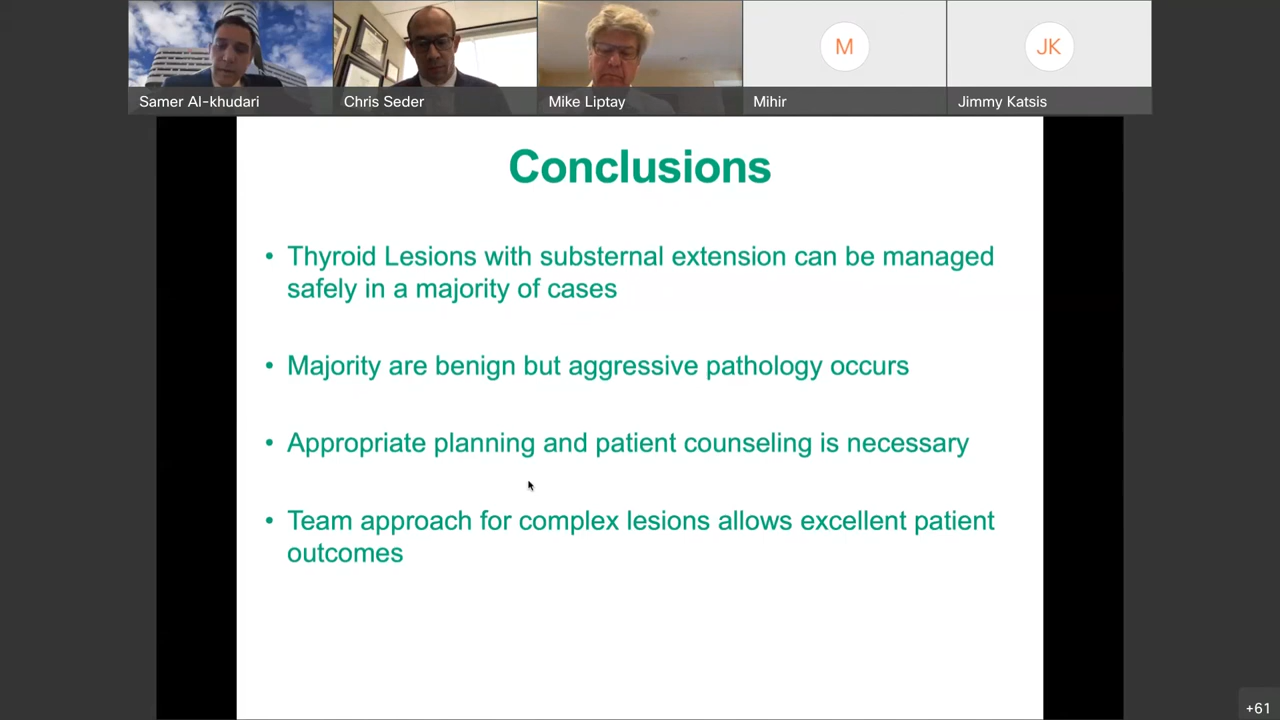 M
JK
Samer Al-khudari
Chris Seder
Mike Liptay
Mihir
Jimmy Katsis
Conclusions
• Thyroid Lesions with substernal extension can be managed
safely in a majority of cases
• Majority are benign but aggressive pathology occurs
• Appropriate planning and patient counseling is necessary
• Team approach for complex lesions allows excellent patient
outcomes
+61